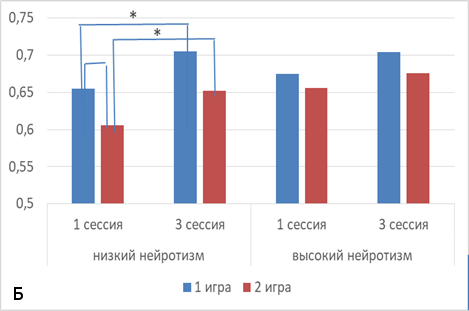 0,75
*
0,7
*
0,65
0,6
0,55
0,5
1 сессия 3 сессия 1 сессия 3 сессия
низкий нейротизм высокий нейротизм
Б
1 игра 2 игра